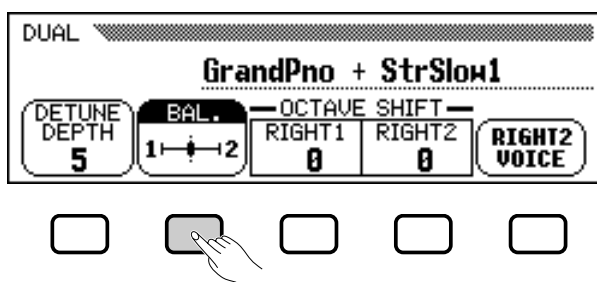 DUAL
GrandPno + StrSlow1
DETUNE DEPTH 5
BAL. 1 2
OCTAVE SHIFT
RIGHT1 0
RIGHT2 0
RIGHT2 VOICE